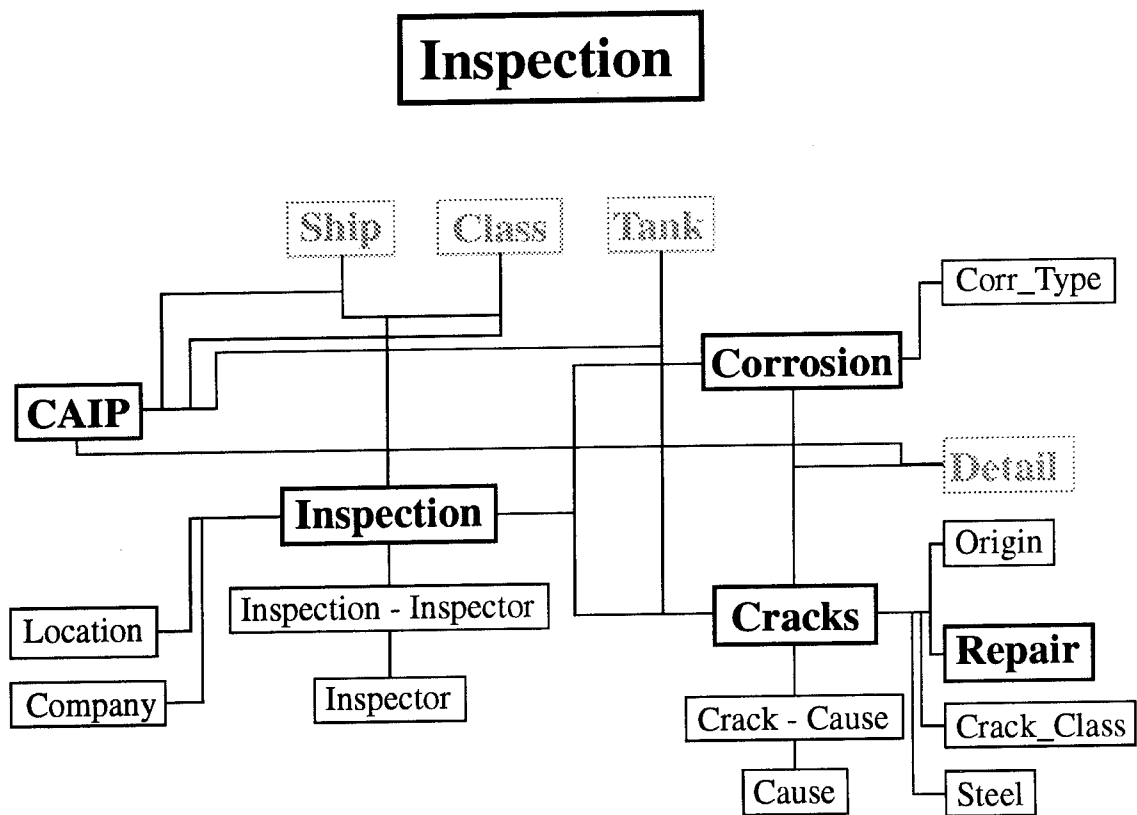 Inspection
Ship
Class
Tank
Corr_Type
Corrosion
CAIP
Detail
Inspection
Origin
Inspection - Inspector
Cracks
Location
Repair
Company
Inspector
Crack - Cause
Crack_Class
Cause
Steel